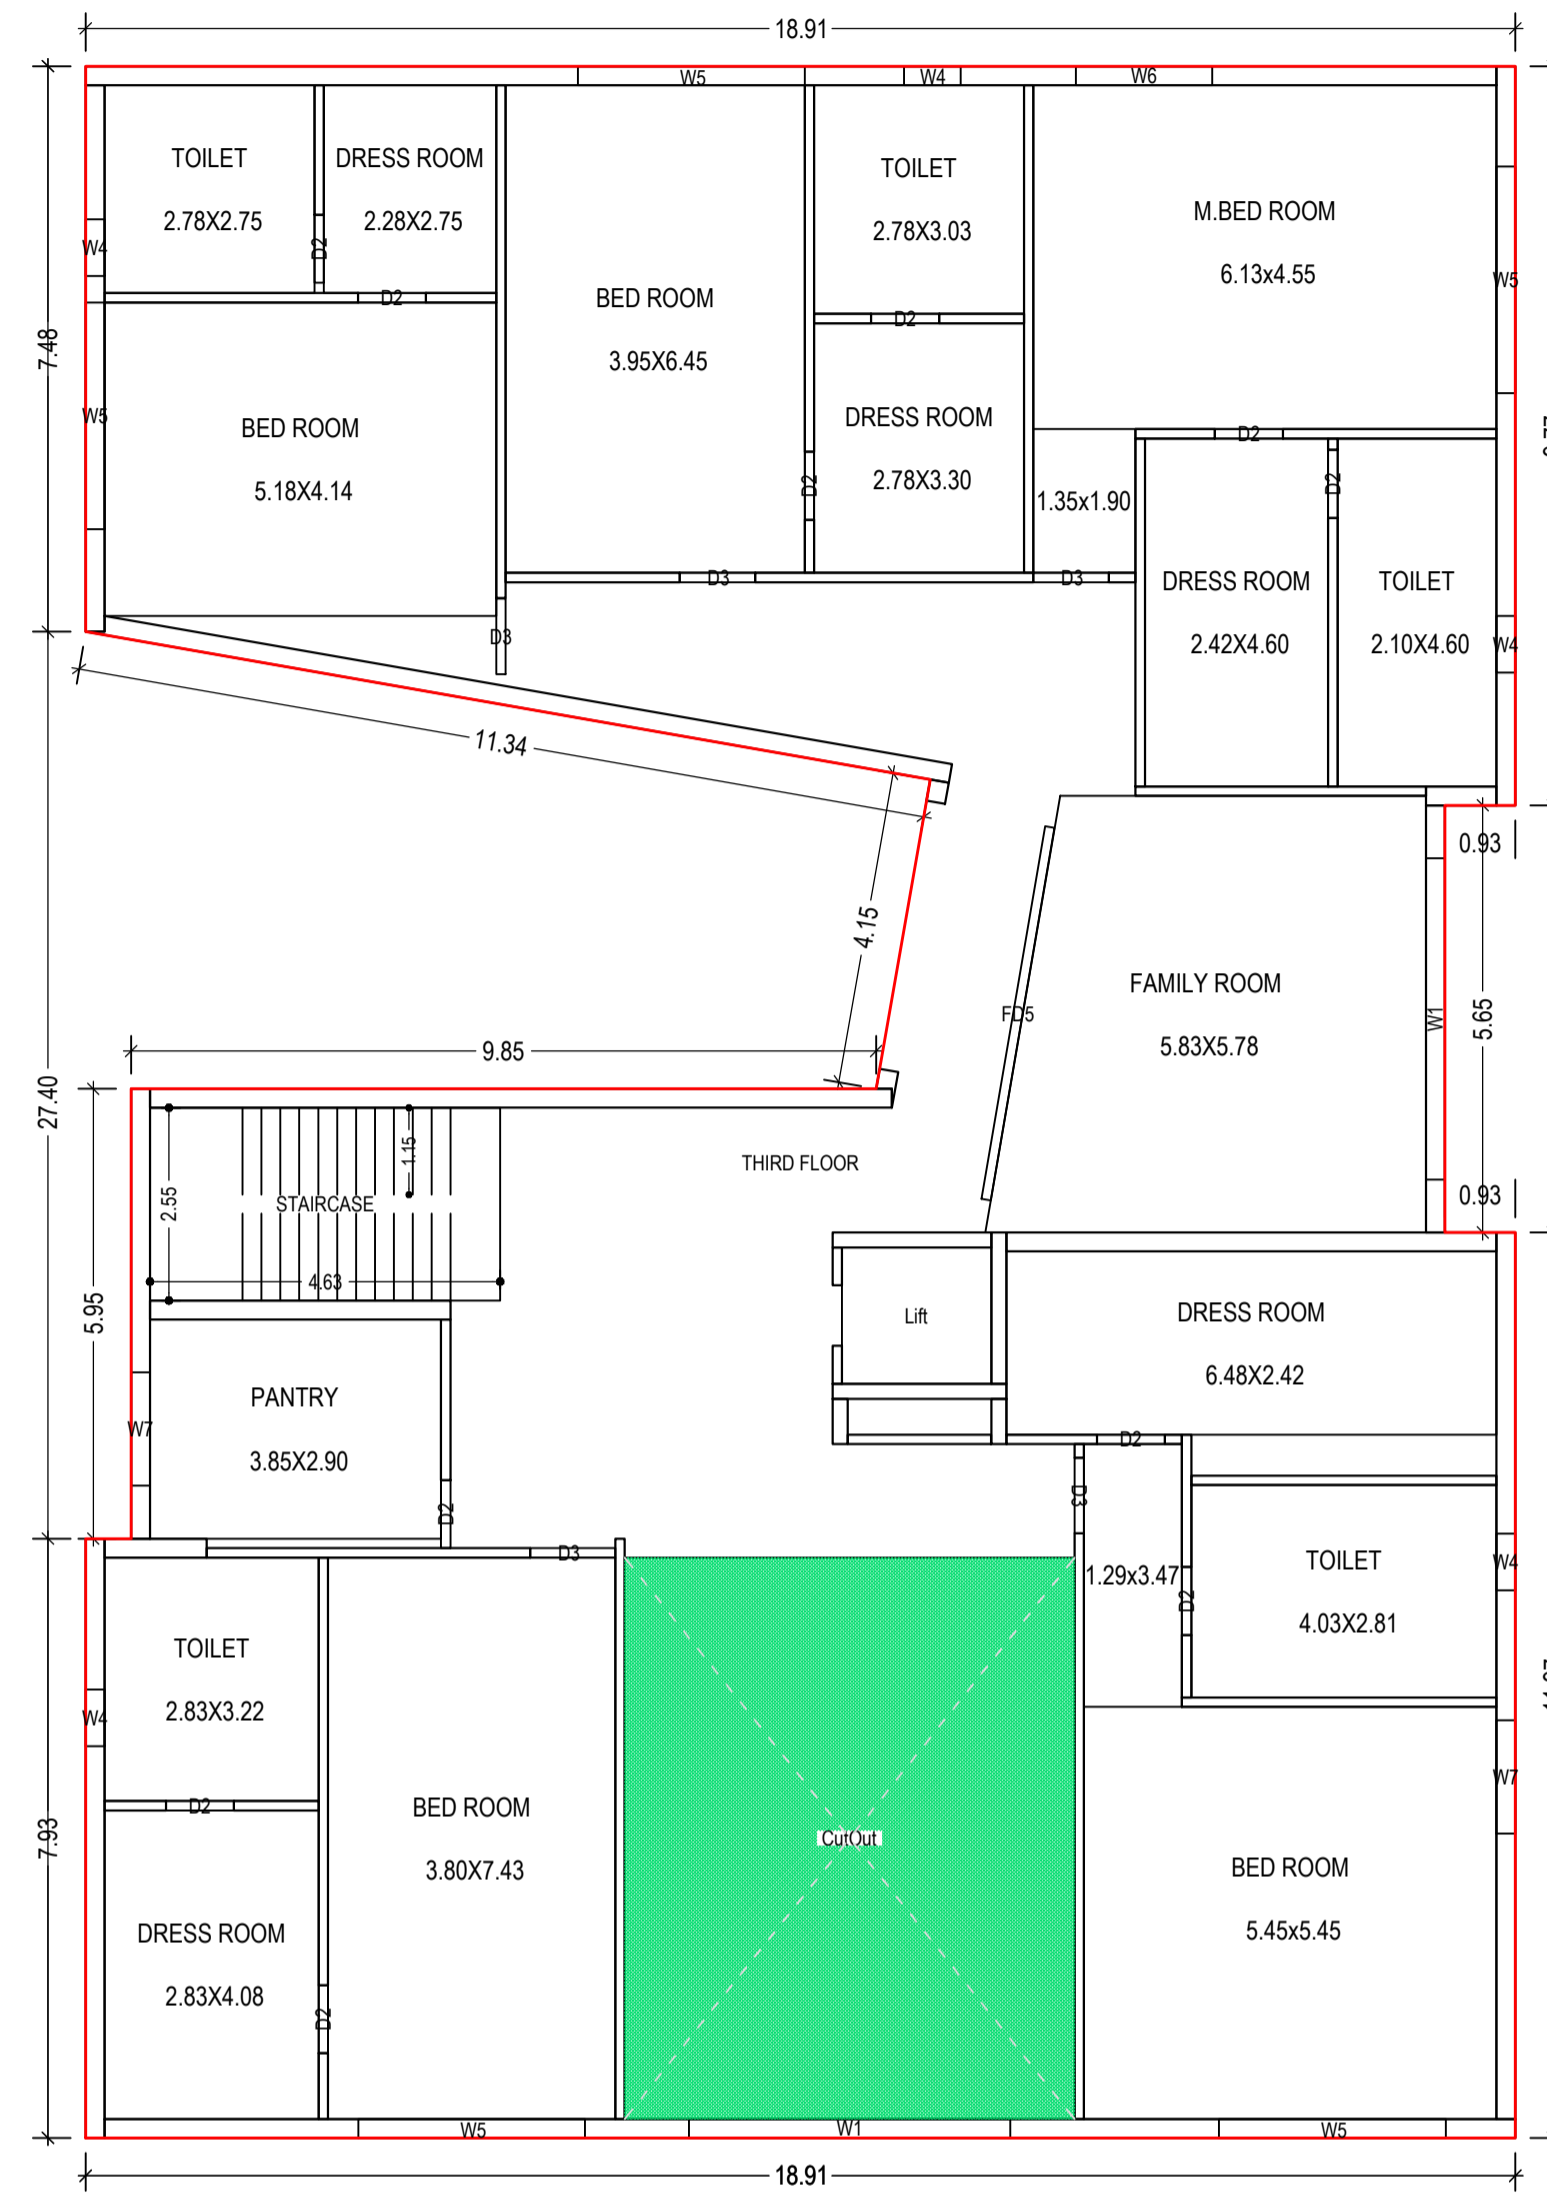 18.91
W5
W4
W6
TOILET
2.78X2.75
DRESS ROOM
2.28X2.75
D2
W4
D2
TOILET
2.78X3.03
M.BED ROOM
6.13x4.55
W5
BED ROOM
3.95X6.45
D2
7.48
W5
BED ROOM
5.18X4.14
DRESS ROOM
2.78X3.30
D2
D2
D2
1.35x1.90
D3
D3
DRESS ROOM
2.42X4.60
TOILET
2.10X4.60
W4
D3
11.34
0.93
4.15
FAMILY ROOM
5.83X5.78
FD5
W1
5.65
9.85
27.40
1.15
THIRD FLOOR
2.55
STAIRCASE
0.93
4.63
5.95
Lift
DRESS ROOM
6.48X2.42
PANTRY
3.85X2.90
W7
D2
D2
D3
D3
1.29x3.47
TOILET
4.03X2.81
W4
D2
TOILET
2.83X3.22
W4
D2
BED ROOM
3.80X7.43
7.93
CutOut
W7
BED ROOM
5.45x5.45
DRESS ROOM
2.83X4.08
D2
W5
W1
W5
18.91